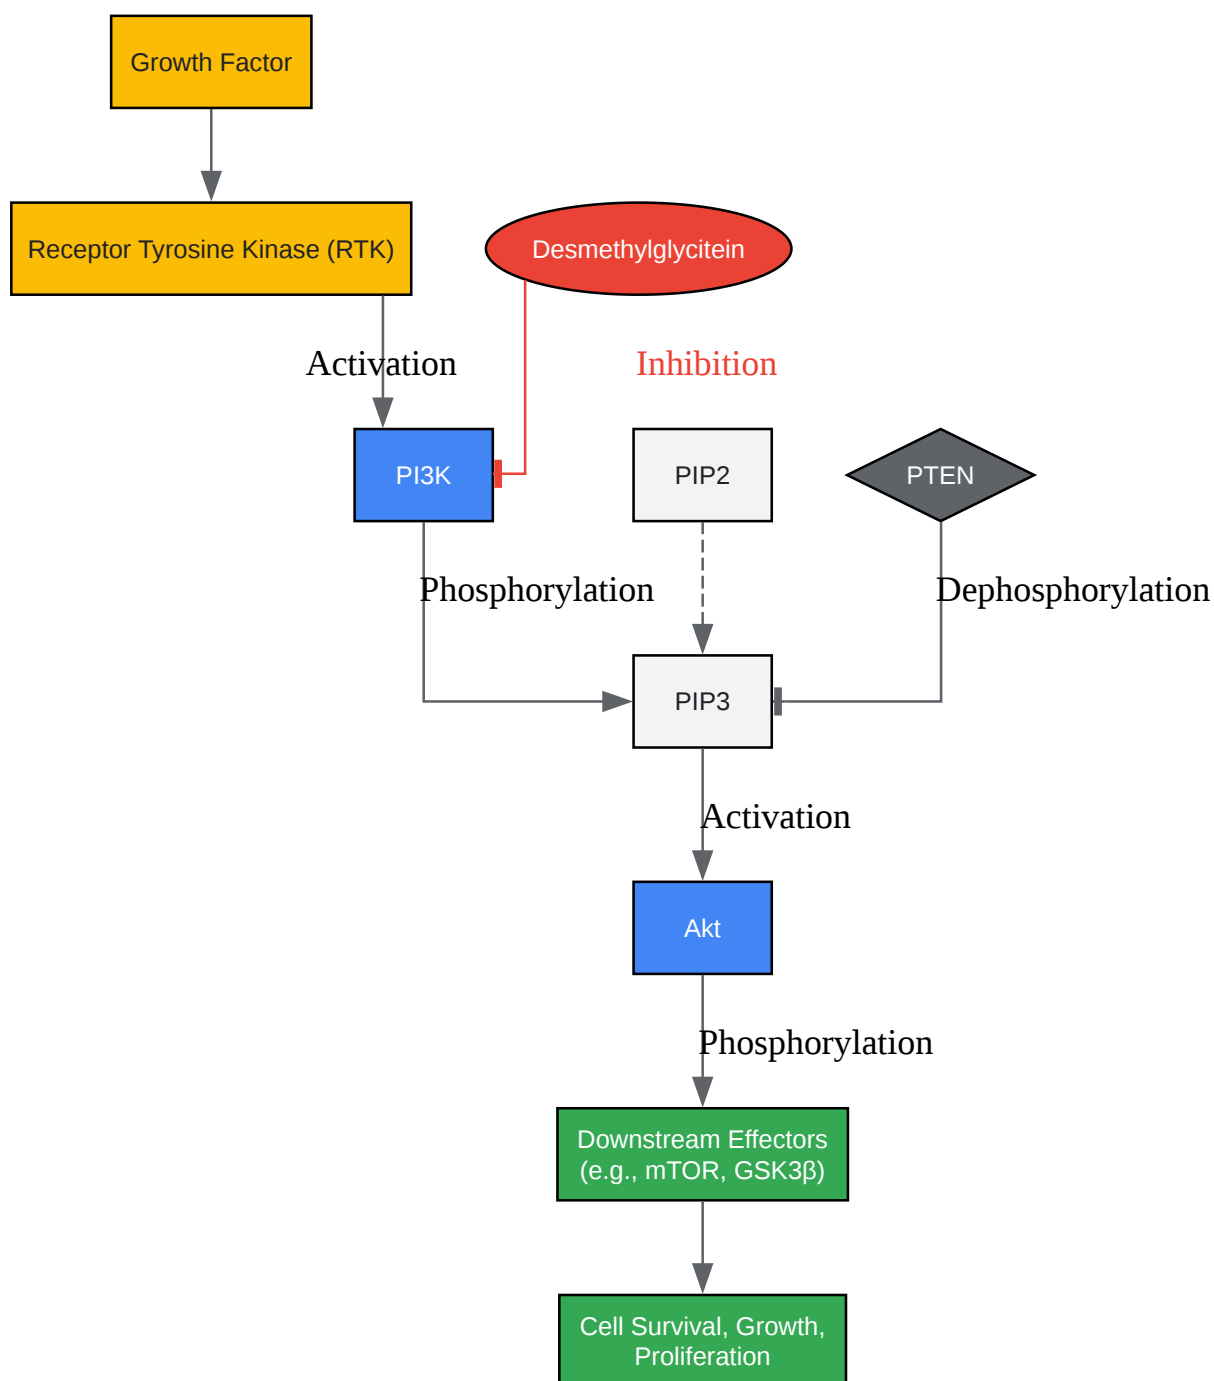 Growth Factor
Receptor Tyrosine Kinase (RTK)
Desmethylglycitein
Activation
Inhibition
PI3K
PIP2
PTEN
Phosphorylation
Dephosphorylation
PIP3
Activation
Akt
Phosphorylation
Downstream Effectors
(e.g., mTOR, GSK3β)
Cell Survival, Growth,
Proliferation